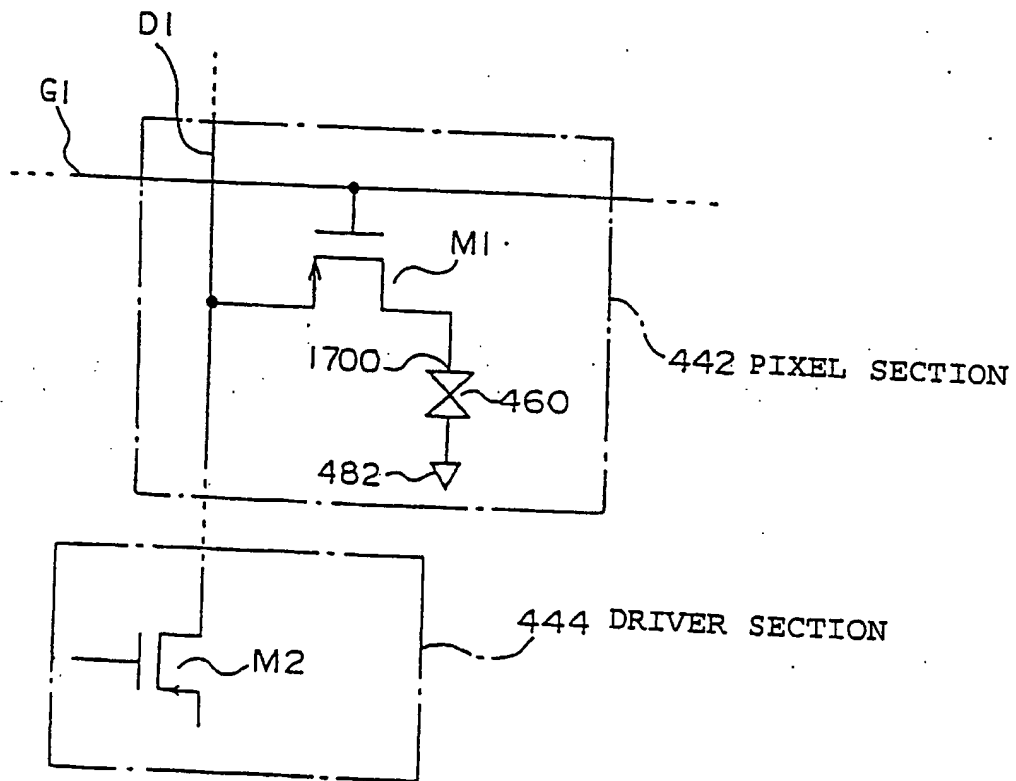 D1
G1
M1
1700
442 PIXEL SECTION
460
482
444 DRIVER SECTION
M2